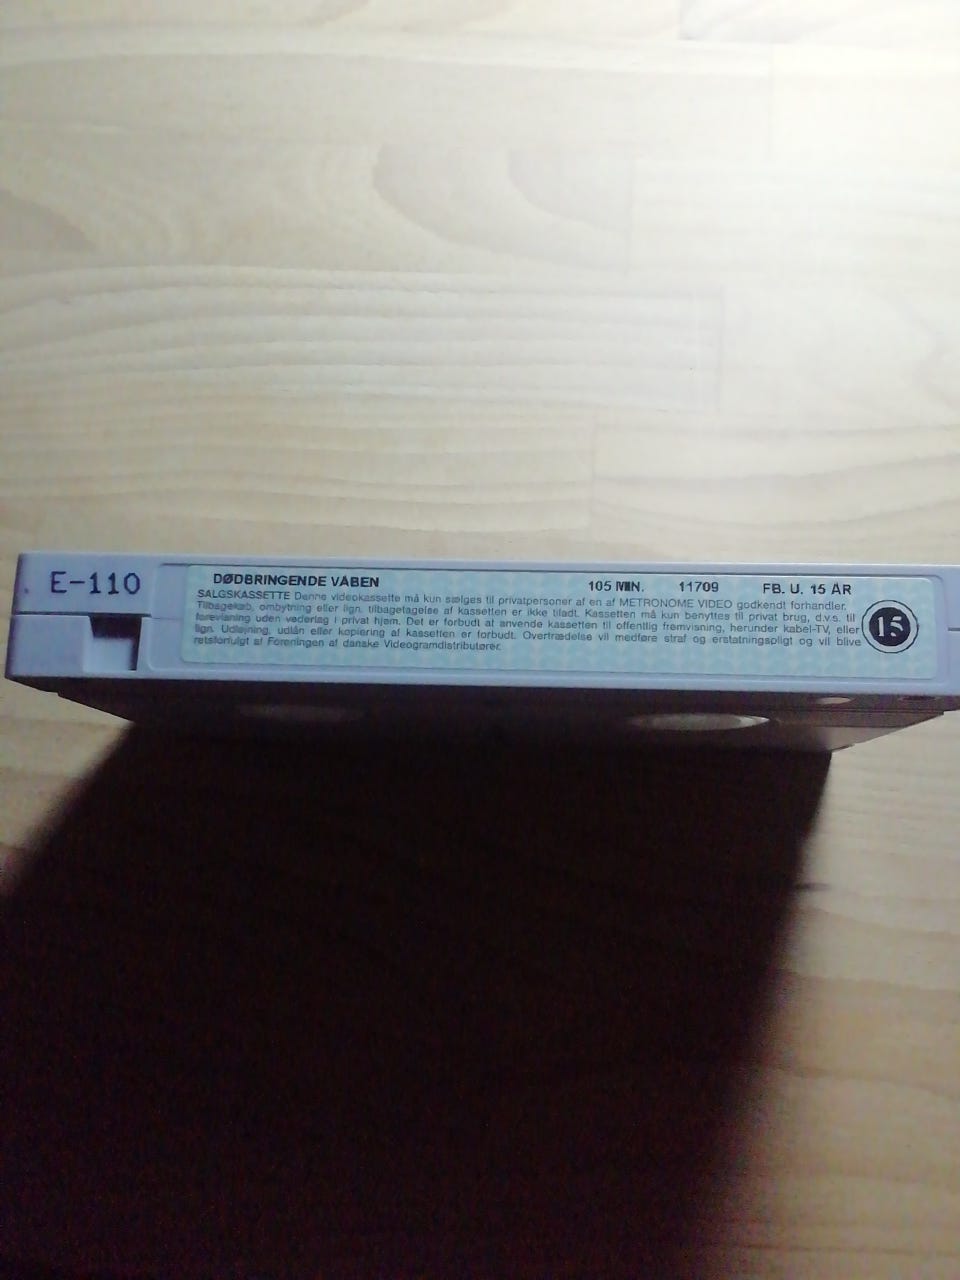 E-110
DØDBRINGENDE VÅBEN 105 MIN. 11709 FB. U. 15 ÅR
SALGSKASSETTE Denne videokassette må kun sælges til privatpersoner af en af METRONOME VIDEO godkendt forhandler.
Tilbagekøb, ombytning eller lign. tilbagetagelse af kassetten er ikke tilladt. Kassetten må kun benyttes til privat brug, d.v.s. til
forevisning uden vederlag i privat hjem. Det er forbudt at anvende kassetten til offentlig fremvisning, herunder kabel-TV, eller
lign. Udlejning, udlån eller kopiering af kassetten er forbudt. Overtrædelse vil medføre straf og erstatningspligt og vil blive
retsforfulgt af Foreningen af danske Videogramdistributører.
15